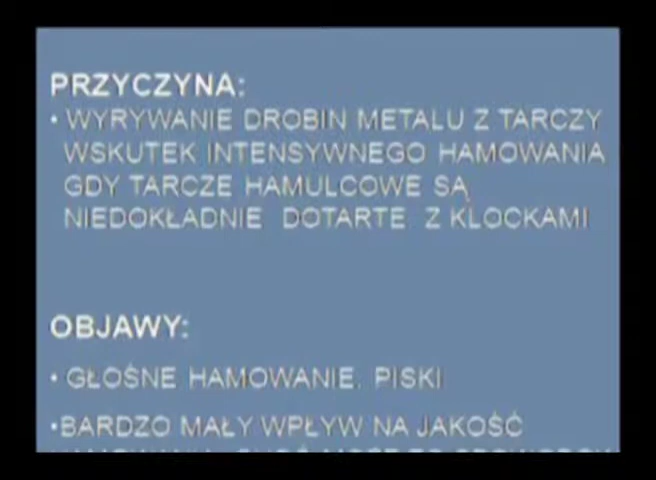 PRZYCZYNA:
• WYRYWANIE DROBIN METALU Z TARCZY
WSKUTEK INTENSYWNEGO HAMOWANIA
GDY TARCZE HAMULCOWE SĄ
NIEDOKŁADNIE DOTARTE Z KLOCKAMI
OBJAWY:
• GŁOŚNE HAMOWANIE. PISKI
•BARDZO MAŁY WPŁYW NA JAKOŚĆ